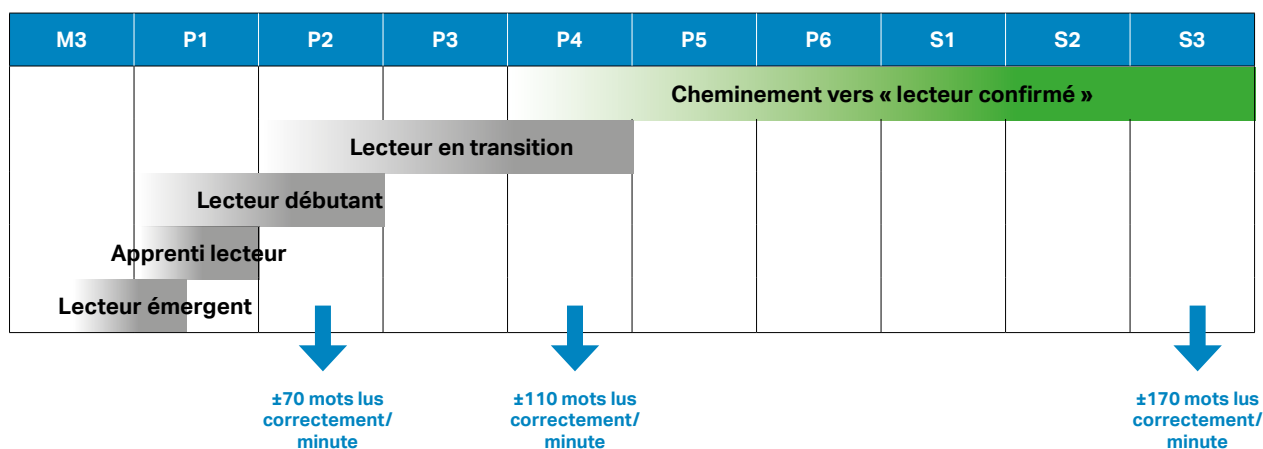 M3 P1 P2 P3 P4 P5 P6 S1 S2 S3
Cheminement vers « lecteur confirmé »
Lecteur en transition
Lecteur débutant
Apprenti lecteur
Lecteur émergent
±70 mots lus
correctement/
minute
±110 mots lus
correctement/
minute
±170 mots lus
correctement/
minute